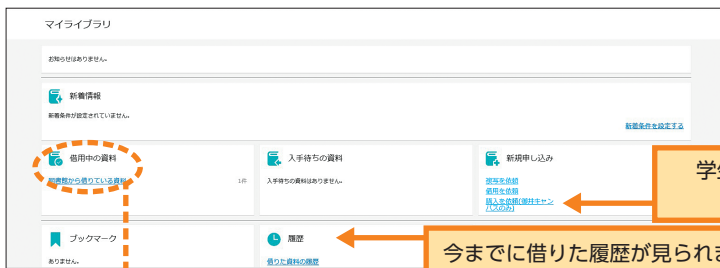 マイライブラリ
お知らせはありません。
新着情報
新着条件が設定されていません。
新着条件を設定する
借用中の資料
図書館から借りている資料
1件
入手待ちの資料
入手待ちの資料はありません。
新規申し込み
複写を依頼
借用を依頼
購入を依頼[磐井キャン
パスのみ]
学生
ブックマーク
ありません。
履歴
借りた資料の履歴
今までに借りた履歴が見られま